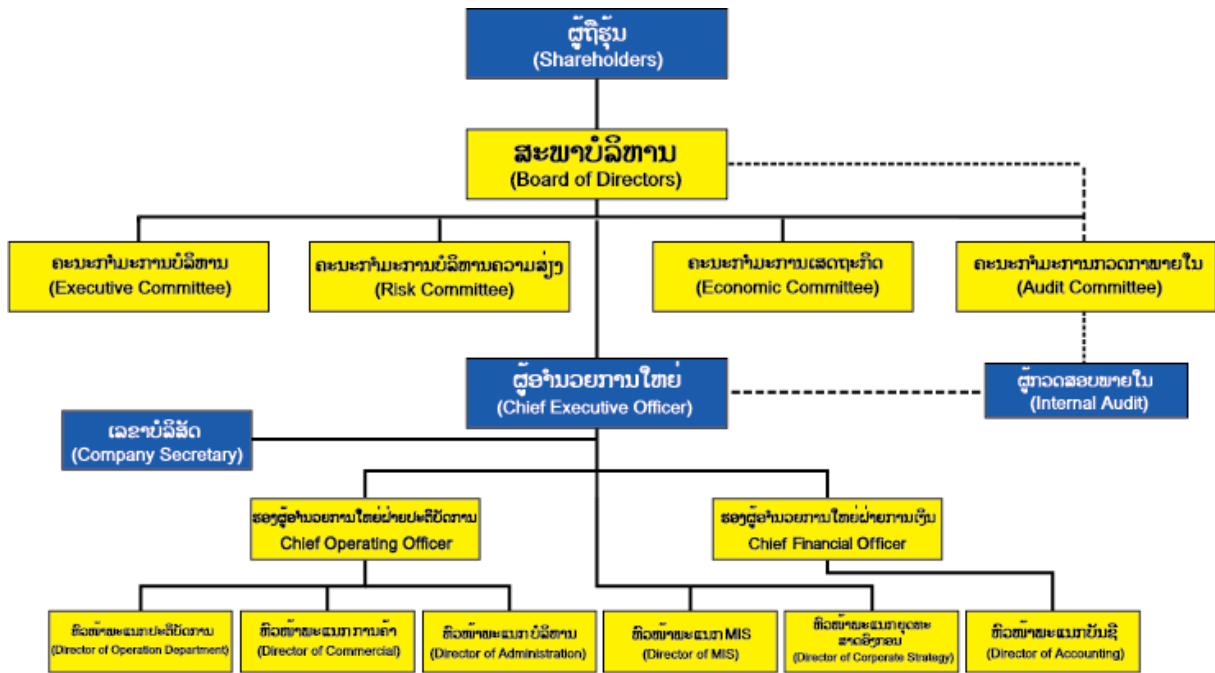 ຜູ້ຖືຮຸ້ນ
(Shareholders)
ສະພາບໍລິຫານ
(Board of Directors)
ຄະນະກຳມະການບໍລິຫານ
(Executive Committee)
ຄະນະກຳມະການບໍລິຫານຄວາມສ່ຽງ
(Risk Committee)
ຄະນະກຳມະການເສດຖະກິດ
(Economic Committee)
ຄະນະກຳມະການກວດກາພາຍໃນ
(Audit Committee)
ຜູ້ອຳນວຍການໃຫຍ່
(Chief Executive Officer)
ຜູ້ກວດສອບພາຍໃນ
(Internal Audit)
ເລຂາບໍລິສັດ
(Company Secretary)
ຮອງຜູ້ອຳນວຍການໃຫຍ່ຝ່າຍປະຕິບັດການ
Chief Operating Officer
ຮອງຜູ້ອຳນວຍການໃຫຍ່ຝ່າຍການເງິນ
Chief Financial Officer
ຫົວໜ້າພະແນກປະຕິບັດການ
(Director of Operation Department)
ຫົວໜ້າພະແນກ ການຄ້າ
(Director of Commercial)
ຫົວໜ້າພະແນກ ບໍລິຫານ
(Director of Administration)
ຫົວໜ້າພະແນກ MIS
(Director of MIS)
ຫົວໜ້າພະແນກຍຸດທະ
ສາດອົງກອນ
(Director of Corporate Strategy)
ຫົວໜ້າພະແນກບັນຊີ
(Director of Accounting)